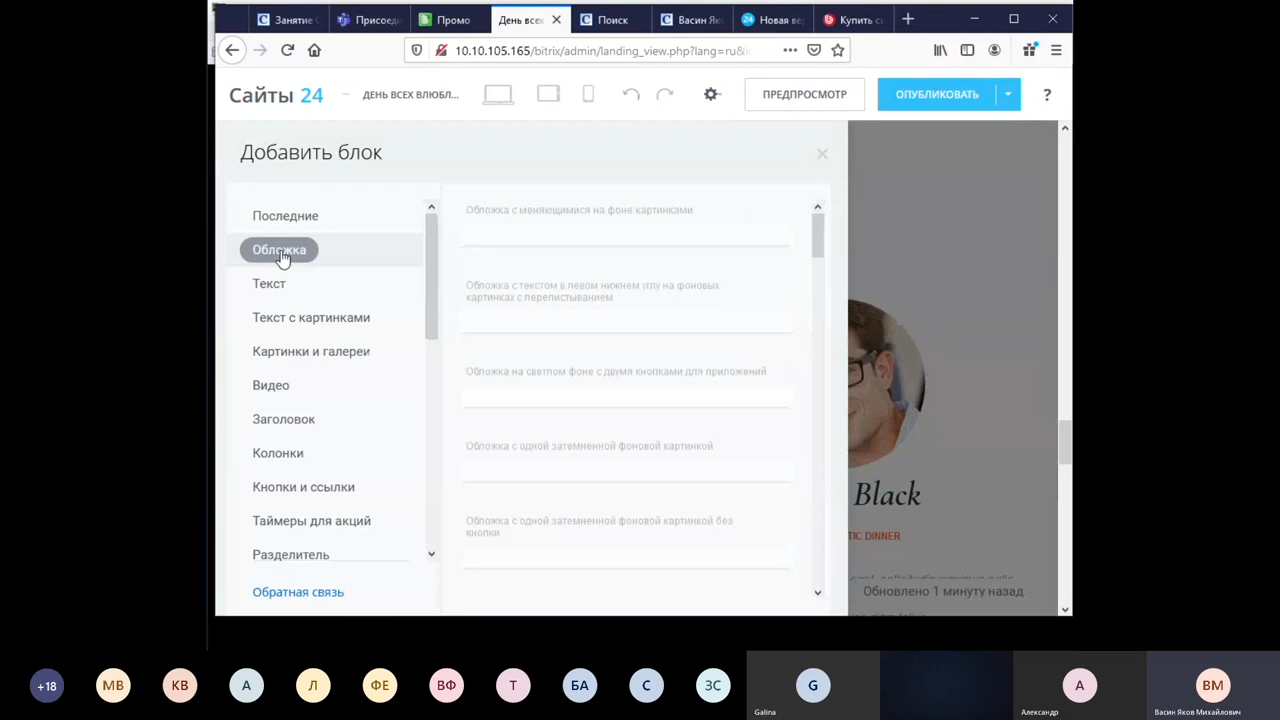 Занятие
Присоеди
Промо
День всех
Поиск
Васин Як
24 Новая ве
Купить си
10.10.105.165/bitrix/admin/landing_view.php?lang=ru&
Сайты 24
ДЕНЬ ВСЕХ ВЛЮБЛ...
ПРЕДПРОСМОТР
ОПУБЛИКОВАТЬ
?
Добавить блок
Последние
Обложка
Текст
Текст с картинками
Картинки и галереи
Видео
Заголовок
Колонки
Кнопки и ссылки
Таймеры для акций
Разделитель
Обратная связь
Обложка с меняющимися на фоне картинками
Обложка с текстом в левом нижнем углу на фоновых
картинках с перелистыванием
Обложка на светлом фоне с двумя кнопками для приложений
Обложка с одной затемненной фоновой картинкой
Обложка с одной затемненной фоновой картинкой без
кнопки
Black
TIC DINNER
Обновлено 1 минуту назад
+18
МВ
КВ
А
Л
ФЕ
ВФ
Т
БА
С
ЗС
G
Galina
А
Александр
ВМ
Васин Яков Михайлович